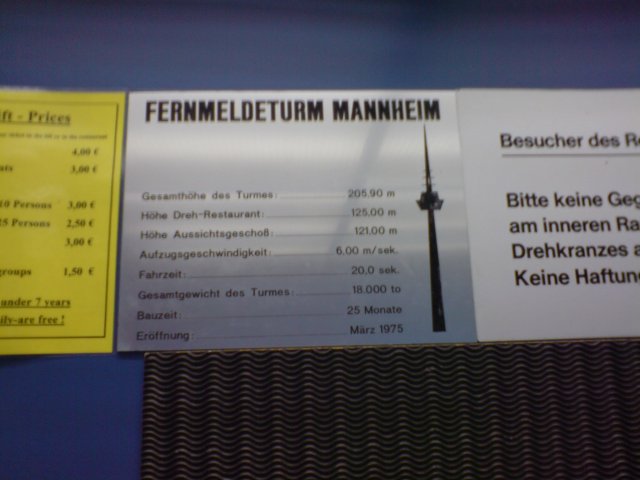 ft - Prices
4,00 €
3,00 €
10 Persons 3,00 €
25 Persons 2,50 €
3,00 €
groups 1,50 €
under 7 years
are free !
FERNMELDETURM MANNHEIM
Gesamthöhe des Turmes: 205,90 m
Höhe Dreh-Restaurant: 125,00 m
Höhe Aussichtsgeschoß: 121,00 m
Aufzugsgeschwindigkeit: 6,00 m/sek.
Fahrzeit: 20,0 sek.
Gesamtgewicht des Turmes: 18.000 to
Bauzeit: 25 Monate
Eröffnung: März 1975
Besucher des Re
Bitte keine Geg
am inneren Ra
Drehkranzes a
Keine Haftun